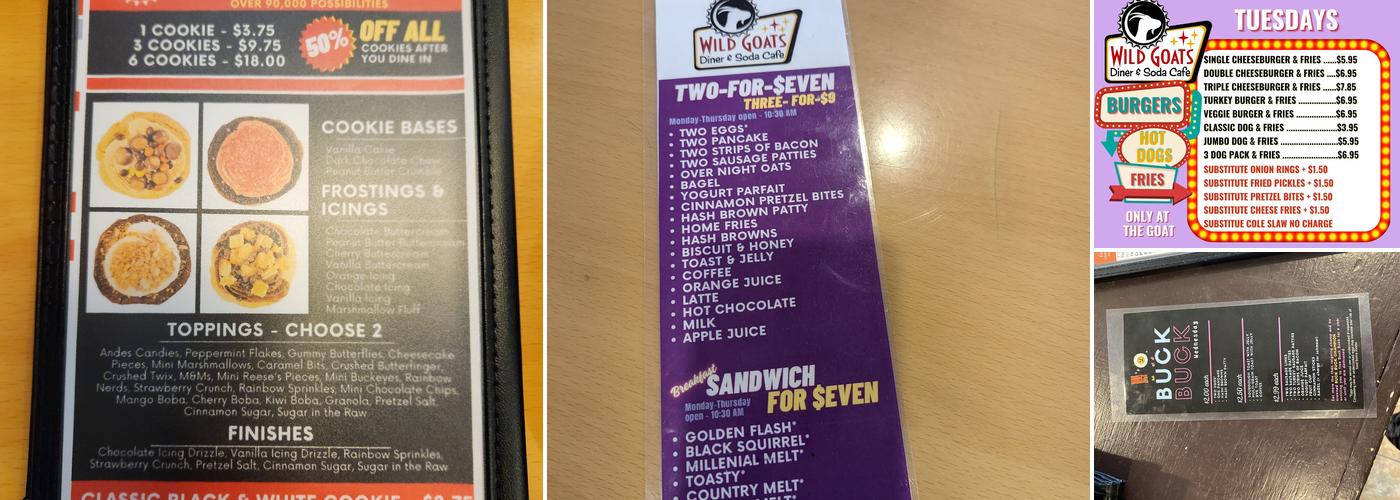 OVER 90,000 POSSIBILITIES
1 COOKIE - $3.75
3 COOKIES - $9.75
6 COOKIES - $18.00
50%
OFF ALL
COOKIES AFTER
YOU DINE IN
COOKIE BASES
Vanilla Cake
FROSTINGS &
ICINGS
Chocolate Buttercream
Peanut Butter Buttercream
Cherry Buttercream
Vanilla Buttercream
Orange Icing
Chocolate Icing
Vanilla Icing
Marshmallow Fluff
TOPPINGS - CHOOSE 2
Andes Candies, Peppermint Flakes, Gummy Butterflies, Cheesecake
Pieces, Mini Marshmallows, Caramel Bits, Crushed Butterfinger,
Crushed Twix, M&Ms, Mini Reese's Pieces, Mini Buckeyes, Rainbow
Nerds, Strawberry Crunch, Rainbow Sprinkles, Mini Chocolate Chips,
Mango Boba, Cherry Boba, Kiwi Boba, Granola, Pretzel Salt,
Cinnamon Sugar, Sugar in the Raw
FINISHES
Chocolate Icing Drizzle, Vanilla Icing Drizzle, Rainbow Sprinkles,
Strawberry Crunch, Pretzel Salt, Cinnamon Sugar, Sugar in the Raw
CLASSIC BLACK & WHITE COOKIE
WILD GOATS
Diner & Soda Cafe
TWO-FOR-$EVEN
THREE- FOR-$9
Monday-Thursday open - 10:30 AM
• TWO EGGS*
• TWO PANCAKE
• TWO STRIPS OF BACON
• TWO SAUSAGE PATTIES
• OVER NIGHT OATS
• BAGEL
• YOGURT PARFAIT
• CINNAMON PRETZEL BITES
• HASH BROWN PATTY
• HOME FRIES
• HASH BROWNS
• BISCUIT & HONEY
• TOAST & JELLY
• COFFEE
• ORANGE JUICE
• LATTE
• HOT CHOCOLATE
• MILK
• APPLE JUICE
Breakfast
SANDWICH
FOR $EVEN
Monday-Thursday
open - 10:30 AM
• GOLDEN FLASH*
• BLACK SQUIRREL*
• MILLENIAL MELT*
• TOASTY*
• COUNTRY MELT*
WILD GOATS
Diner & Soda Cafe
TUESDAYS
BURGERS
HOT
DOGS
FRIES
ONLY AT
THE GOAT
SINGLE CHEESEBURGER & FRIES ......$5.95
DOUBLE CHEESEBURGER & FRIES ....$6.95
TRIPLE CHEESEBURGER & FRIES ......$7.85
TURKEY BURGER & FRIES ................$6.95
VEGGIE BURGER & FRIES .................$6.95
CLASSIC DOG & FRIES ......................$3.95
JUMBO DOG & FRIES ........................$5.95
3 DOG PACK & FRIES ........................$6.95
SUBSTITUTE ONION RINGS + $1.50
SUBSTITUTE FRIED PICKLES + $1.50
SUBSTITUTE PRETZEL BITES + $1.50
SUBSTITUTE CHEESE FRIES + $1.50
SUBSTITUE COLE SLAW NO CHARGE
BUCK
BUCK
Wednesday
$2.00 each
$2.50 each
$2.99 each